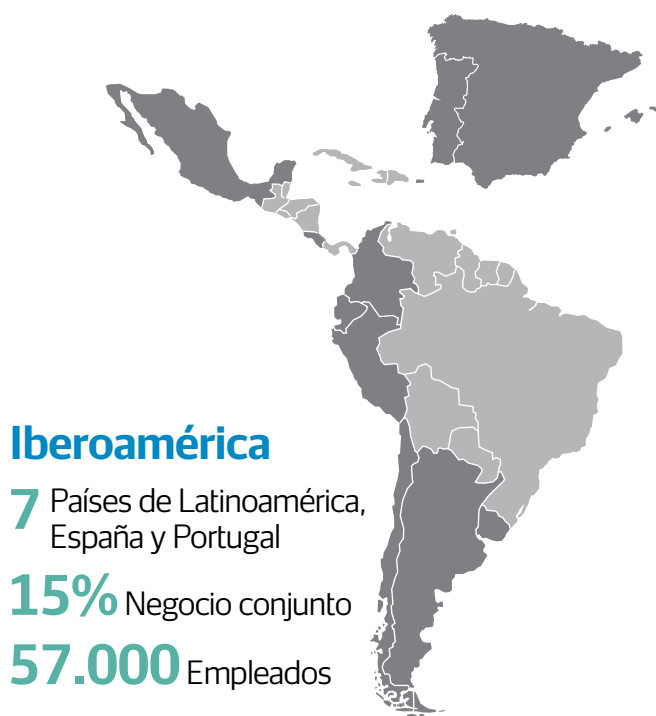 Iberoamérica
7 Países de Latinoamérica,
España y Portugal
15% Negocio conjunto
57.000 Empleados